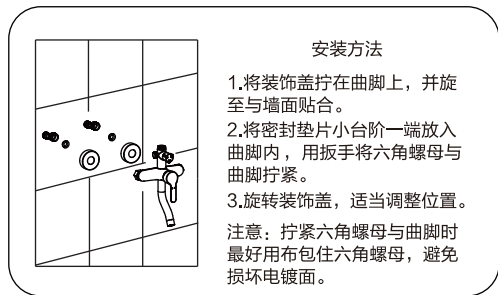 安装方法
1.将装饰盖拧在曲脚上，并旋
至与墙面贴合。
2.将密封垫片小台阶一端放入
曲脚内，用扳手将六角螺母与
曲脚拧紧。
3.旋转装饰盖，适当调整位置。
注意：拧紧六角螺母与曲脚时
最好用布包住六角螺母，避免
损坏电镀面。